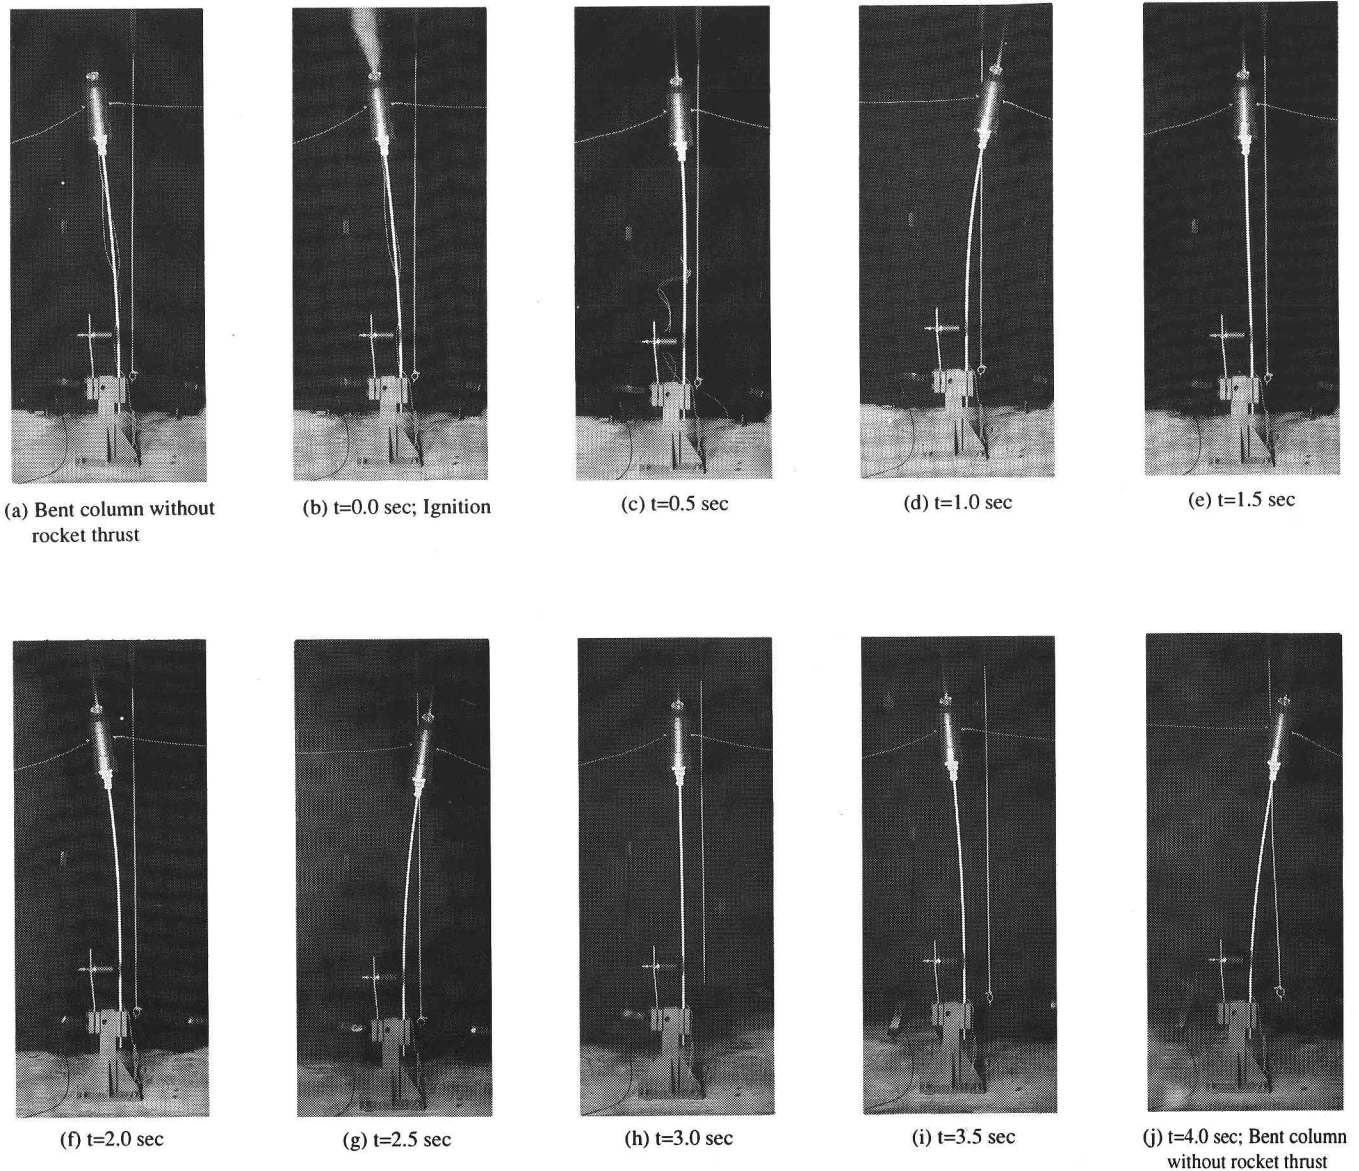 (a) Bent column without
rocket thrust
(b) t=0.0 sec; Ignition
(c) t=0.5 sec
(d) t=1.0 sec
(e) t=1.5 sec
(f) t=2.0 sec
(g) t=2.5 sec
(h) t=3.0 sec
(i) t=3.5 sec
(j) t=4.0 sec; Bent column
without rocket thrust